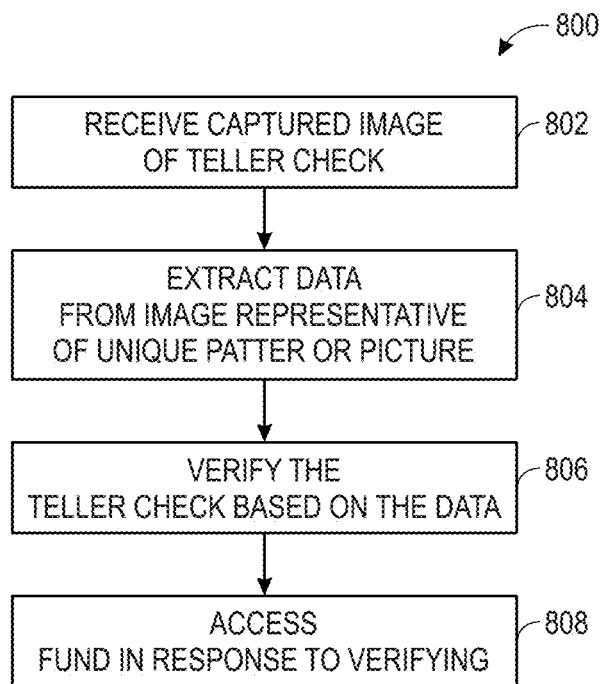 800
RECEIVE CAPTURED IMAGE
OF TELLER CHECK
802
EXTRACT DATA
FROM IMAGE REPRESENTATIVE
OF UNIQUE PATTER OR PICTURE
804
VERIFY THE
TELLER CHECK BASED ON THE DATA
806
ACCESS
FUND IN RESPONSE TO VERIFYING
808